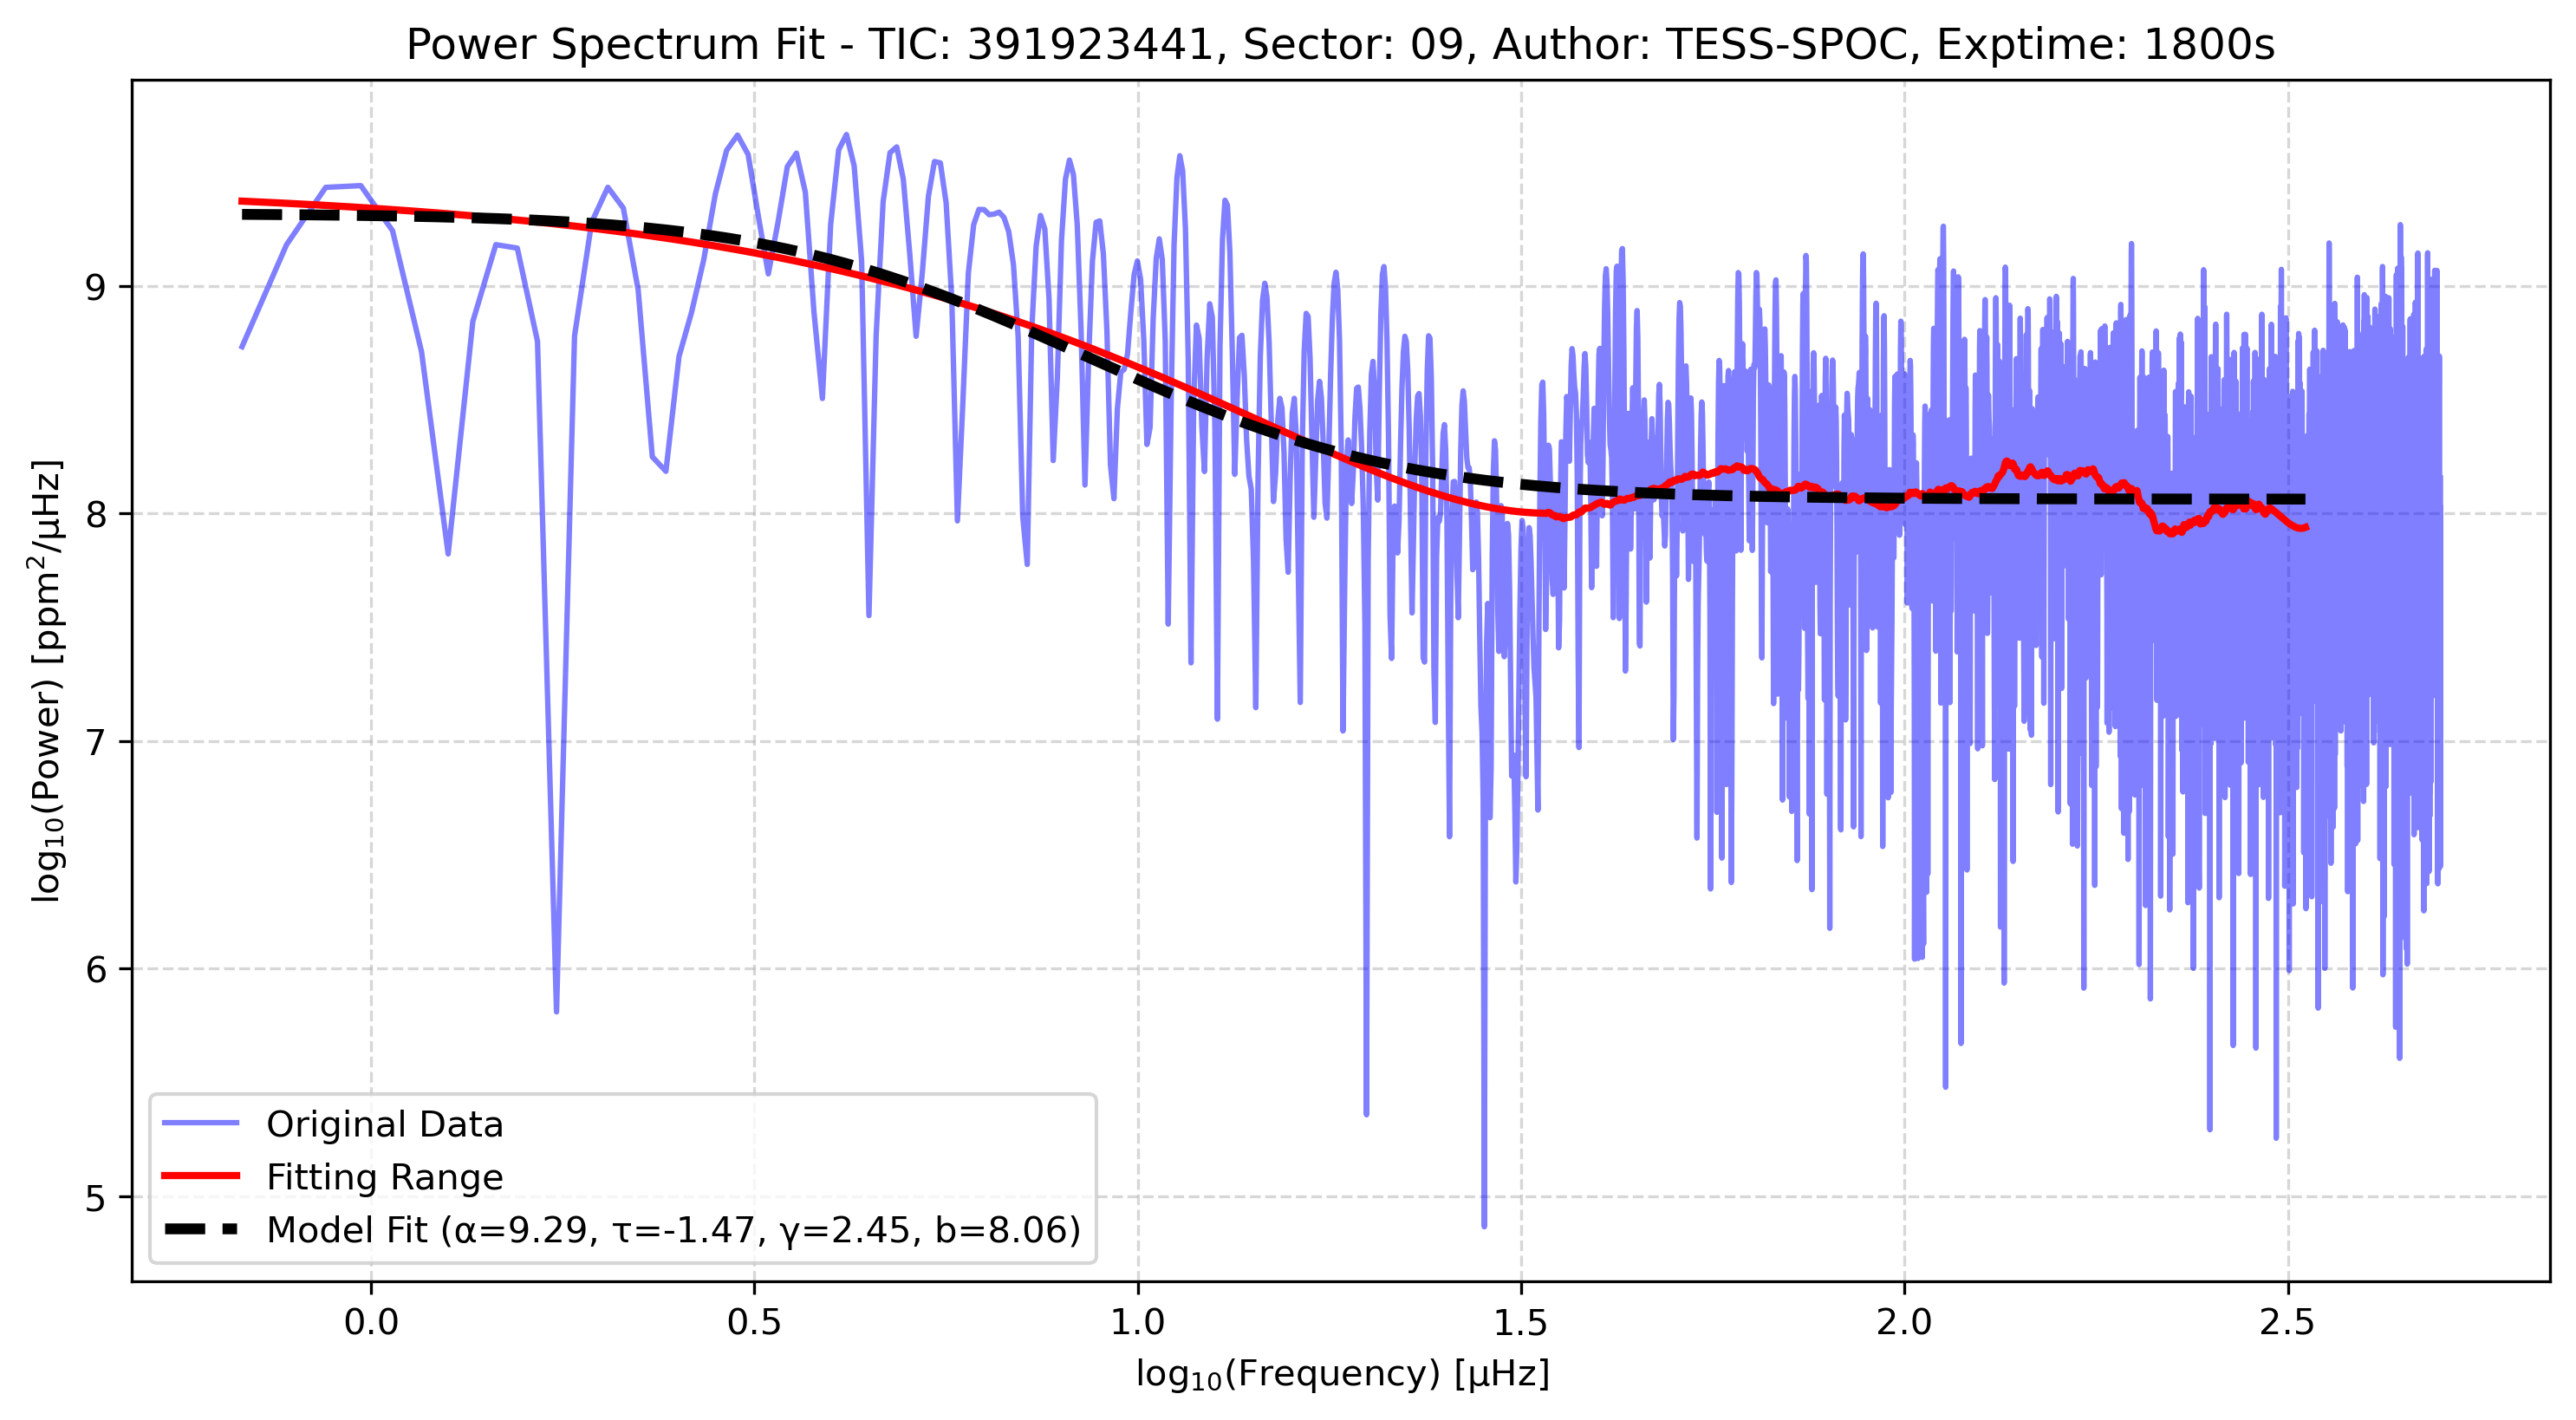 Power Spectrum Fit - TIC: 391923441, Sector: 09, Author: TESS-SPOC, Exptime: 1800s
log₁₀(Power) [ppm²/μHz]
9
8
7
6
5
Original Data
Fitting Range
Model Fit (α=9.29, τ=-1.47, γ=2.45, b=8.06)
0.0 0.5 1.0 1.5 2.0 2.5
log₁₀(Frequency) [μHz]